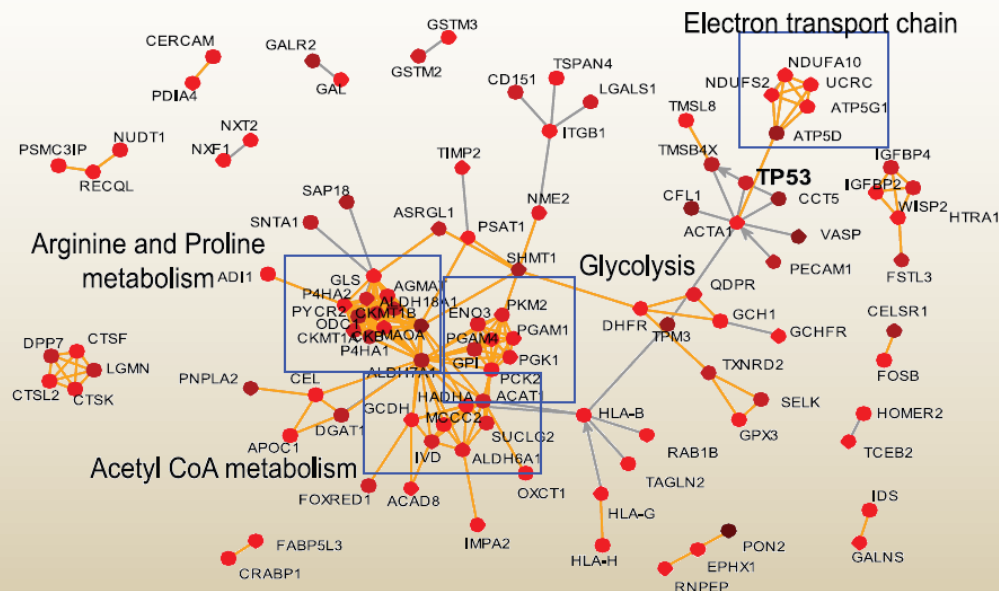 Electron transport chain
CERCAM
PDIA4
GALR2
GAL
GSTM3
GSTM2
CD151
TSPAN4
LGALS1
ITGB1
NDUFA10
NDUFS2
UCRC
ATP5G1
ATP5D
TMSL8
TMSB4X
TP53
CFL1
CCT5
ACTA1
VASP
PECAM1
IGFBP4
IGFBP2
WISP2
HTRA1
FSTL3
PSMC3IP
NUDT1
RECQL
NXT2
NXF1
TIMP2
SAP18
SNTA1
ASRGL1
PSAT1
NME2
SHMT1
Arginine and Proline
metabolism
ADI1
GLS
P4HA2
AGMAT
PYCR2
ALDH18A1
ODC1
CKMT1B
CKMT1A
CKB
MAOA
P4HA1
ALDH7A1
Glycolysis
ENO3
PKM2
PGAM4
PGAM1
GPI
PGK1
PCK2
QDPR
DHFR
GCH1
TPM3
GCHFR
CELSR1
FOSB
TXNRD2
SELK
GPX3
DPP7
CTSF
LGMN
CTSL2
CTSK
PNPLA2
CEL
DGAT1
APOC1
Acetyl CoA metabolism
GCDH
HADHA
ACAT1
MCCC2
SUCLG2
IVD
ALDH6A1
OXCT1
FOXRED1
ACAD8
IMPA2
HLA-B
RAB1B
TAGLN2
HLA-G
HLA-H
HOMER2
TCEB2
IDS
GALNS
FABP5L3
CRABP1
PON2
EPHX1
RNPEP